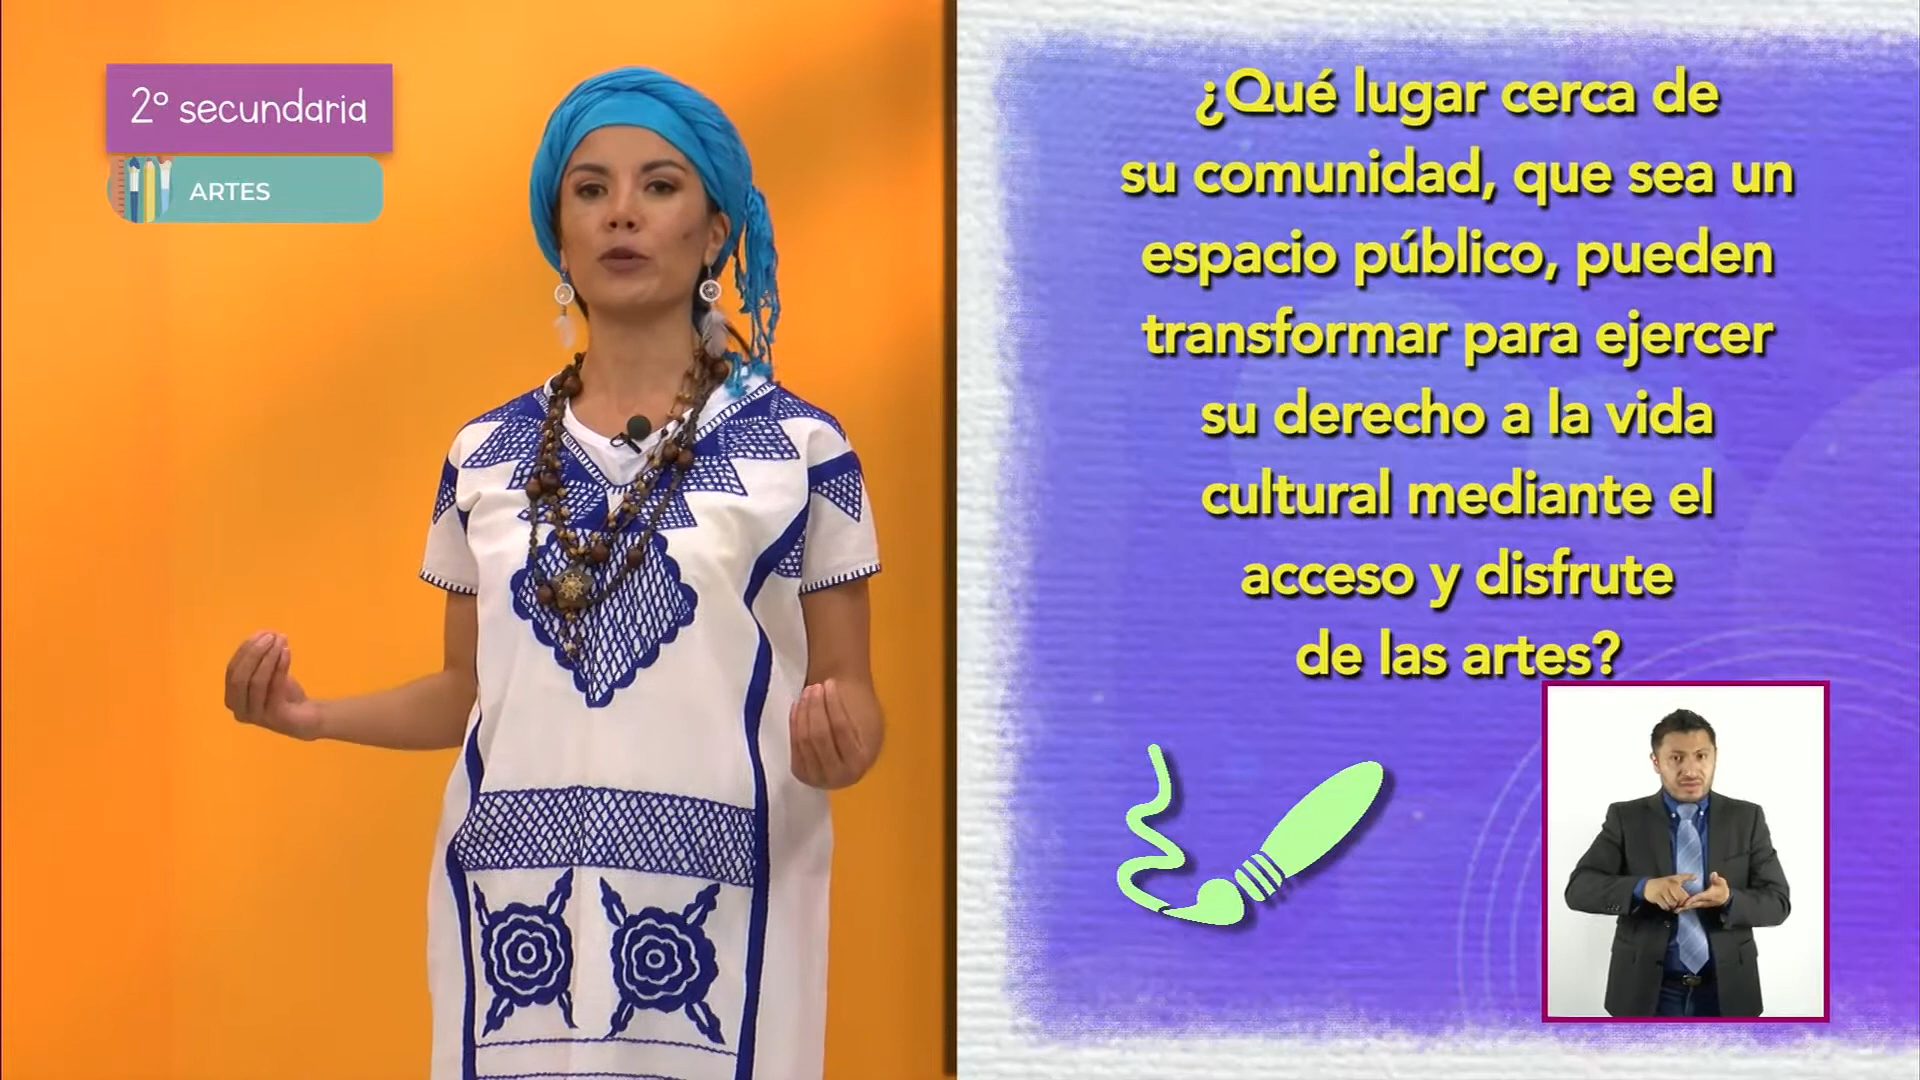 2° secundaria
ARTES
¿Qué lugar cerca de
su comunidad, que sea un
espacio público, pueden
transformar para ejercer
su derecho a la vida
cultural mediante el
acceso y disfrute
de las artes?